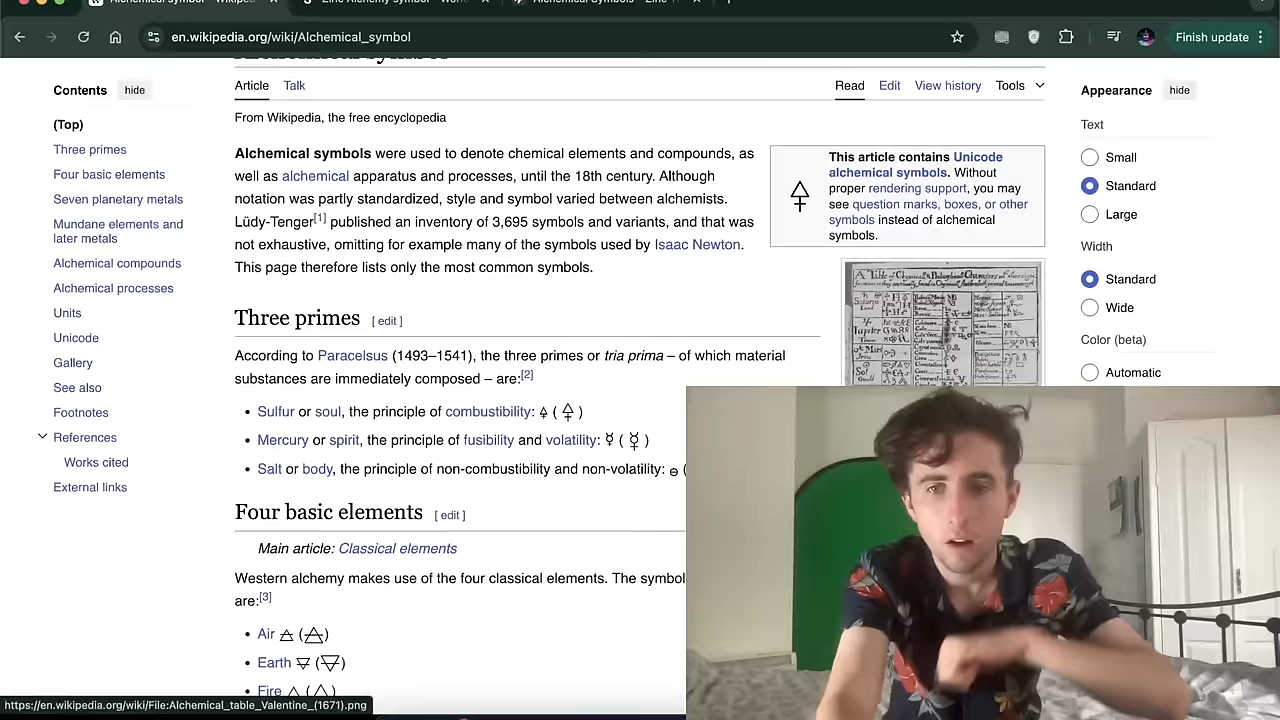 en.wikipedia.org/wiki/Alchemical_symbol
Finish update
Contents
hide
(Top)
Three primes
Four basic elements
Seven planetary metals
Mundane elements and
later metals
Alchemical compounds
Alchemical processes
Units
Unicode
Gallery
See also
Footnotes
References
Works cited
External links
Article
Talk
Read
Edit
View history
Tools
From Wikipedia, the free encyclopedia
Alchemical symbols were used to denote chemical elements and compounds, as
well as alchemical apparatus and processes, until the 18th century. Although
notation was partly standardized, style and symbol varied between alchemists.
Lüdy-Tenger[1] published an inventory of 3,695 symbols and variants, and that was
not exhaustive, omitting for example many of the symbols used by Isaac Newton.
This page therefore lists only the most common symbols.
This article contains Unicode
alchemical symbols. Without
proper rendering support, you may
see question marks, boxes, or other
symbols instead of alchemical
symbols.
Three primes [ edit ]
According to Paracelsus (1493–1541), the three primes or tria prima – of which material
substances are immediately composed – are:[2]
• Sulfur or soul, the principle of combustibility: 🜍 ( 🜍 )
• Mercury or spirit, the principle of fusibility and volatility: ☿ ( ☿ )
• Salt or body, the principle of non-combustibility and non-volatility: 🜔 (
Four basic elements [ edit ]
Main article: Classical elements
Western alchemy makes use of the four classical elements. The symbol
are:[3]
• Air 🜁 (🜁)
• Earth 🜃 (🜃)
• Fire 🜂 (🜂)
Appearance
hide
Text
Small
Standard
Large
Width
Standard
Wide
Color (beta)
Automatic
https://en.wikipedia.org/wiki/File:Alchemical_table_Valentine_(1671).png